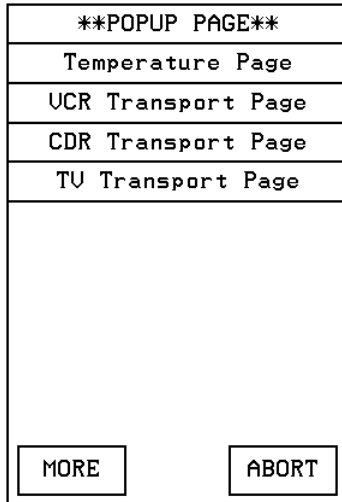 **POPUP PAGE**
Temperature Page
VCR Transport Page
CDR Transport Page
TV Transport Page
MORE ABORT